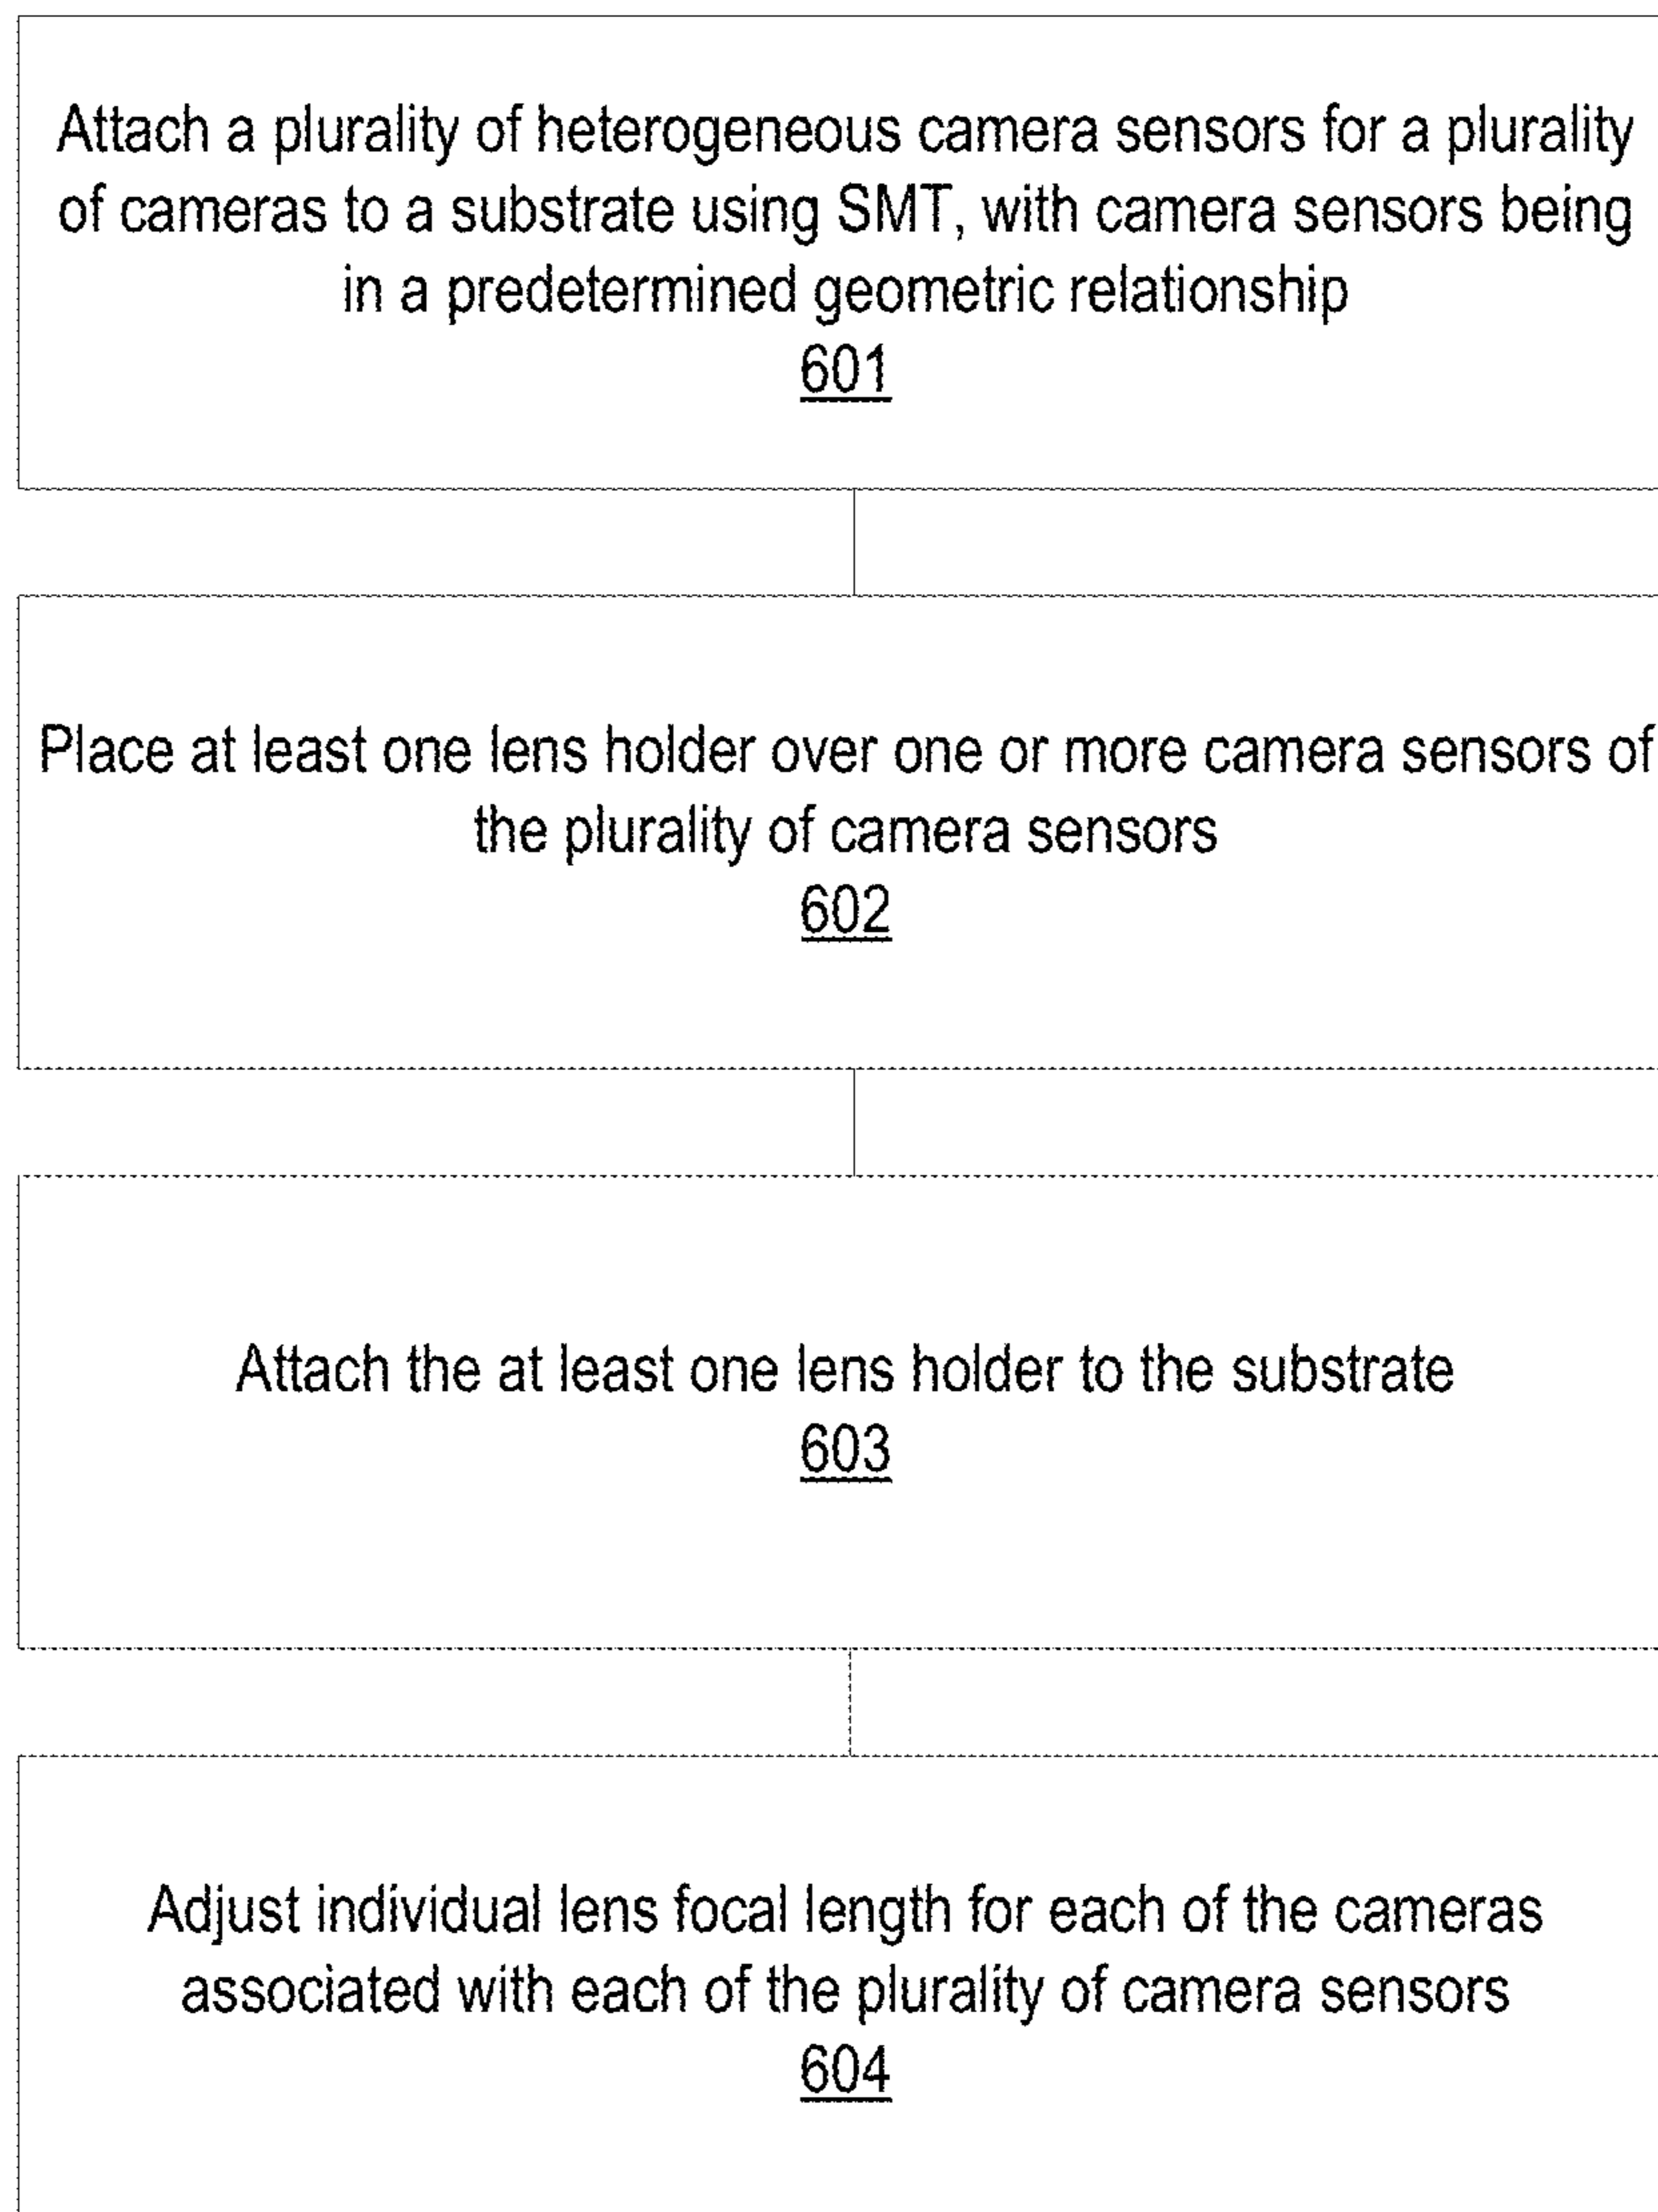 Attach a plurality of heterogeneous camera sensors for a plurality
of cameras to a substrate using SMT, with camera sensors being
in a predetermined geometric relationship
601
Place at least one lens holder over one or more camera sensors of
the plurality of camera sensors
602
Attach the at least one lens holder to the substrate
603
Adjust individual lens focal length for each of the cameras
associated with each of the plurality of camera sensors
604